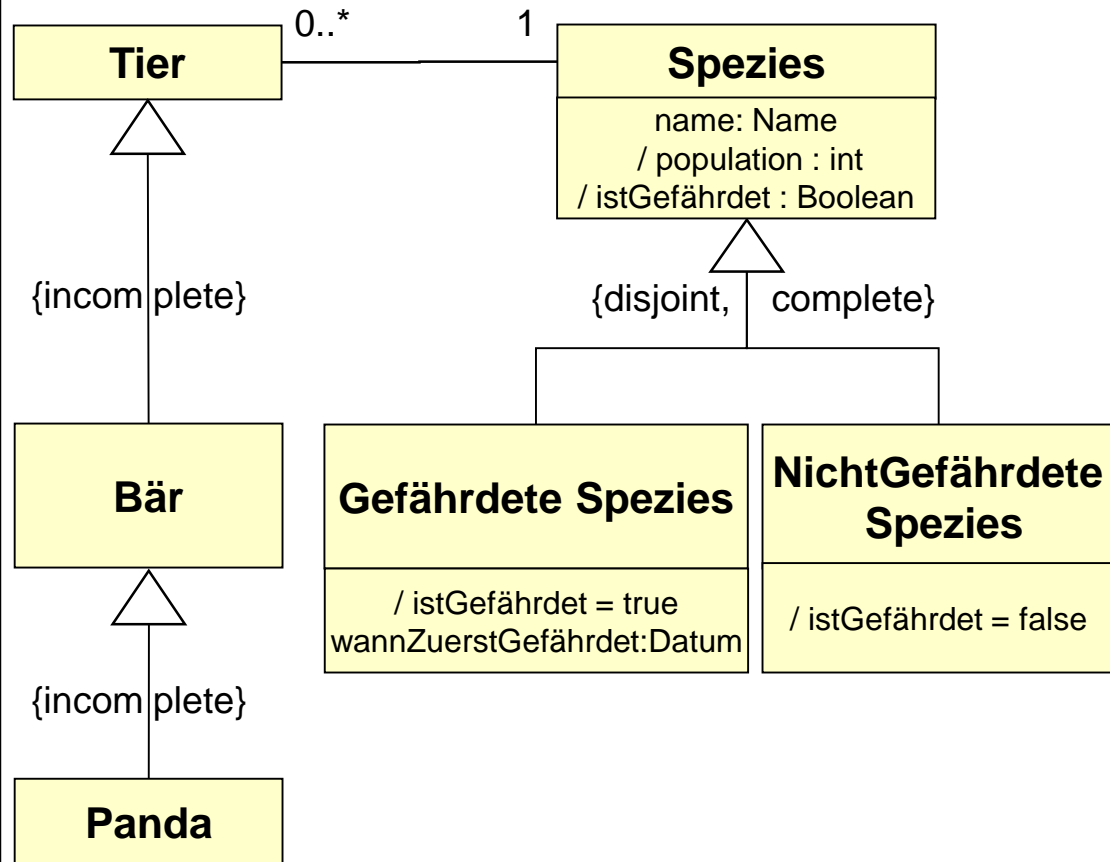 0..* 1
Tier
Spezies
name: Name
/ population : int
/ istGefährdet : Boolean
{incom plete}
{disjoint, complete}
Bär
Gefährdete Spezies
/ istGefährdet = true
wannZuerstGefährdet:Datum
NichtGefährdete
Spezies
/ istGefährdet = false
{incom plete}
Panda